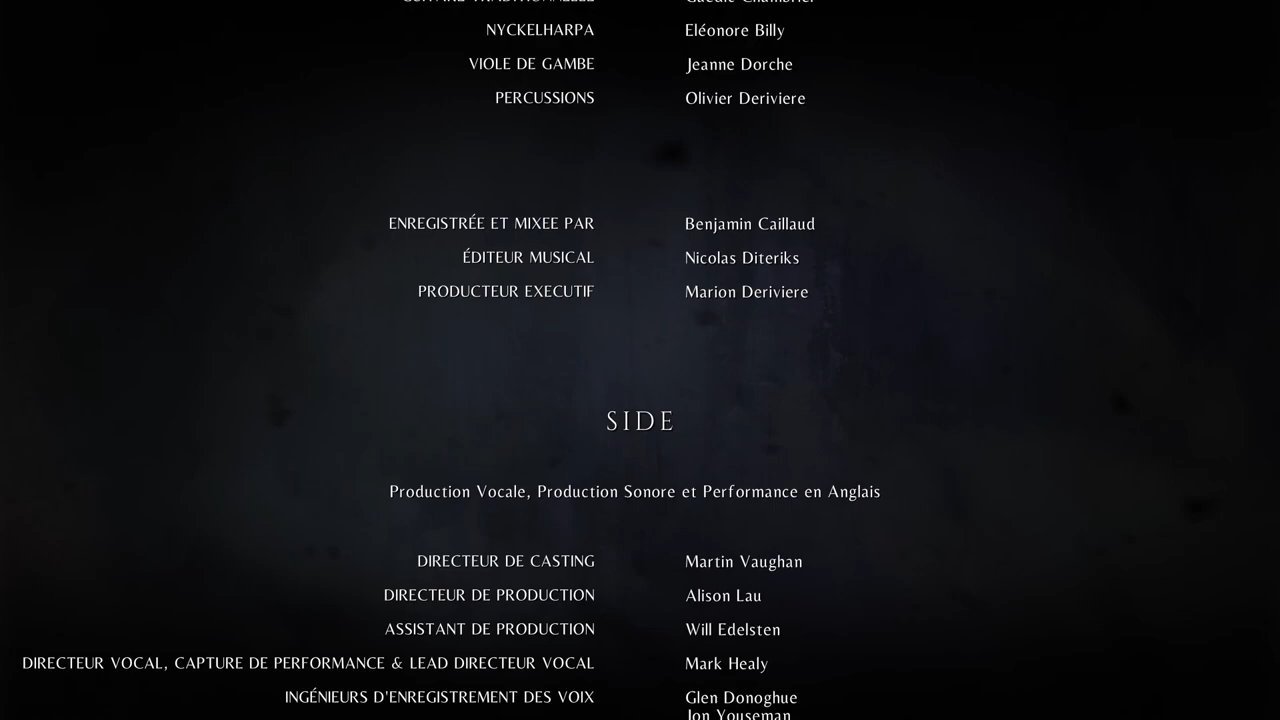 NYCKELHARPA Eléonore Billy
VIOLE DE GAMBE Jeanne Dorche
PERCUSSIONS Olivier Deriviere
ENREGISTRÉE ET MIXEE PAR Benjamin Caillaud
ÉDITEUR MUSICAL Nicolas Diteriks
PRODUCTEUR EXECUTIF Marion Deriviere
SIDE
Production Vocale, Production Sonore et Performance en Anglais
DIRECTEUR DE CASTING Martin Vaughan
DIRECTEUR DE PRODUCTION Alison Lau
ASSISTANT DE PRODUCTION Will Edelsten
DIRECTEUR VOCAL, CAPTURE DE PERFORMANCE & LEAD DIRECTEUR VOCAL Mark Healy
INGÉNIEURS D'ENREGISTREMENT DES VOIX Glen Donoghue
Jon Youseman